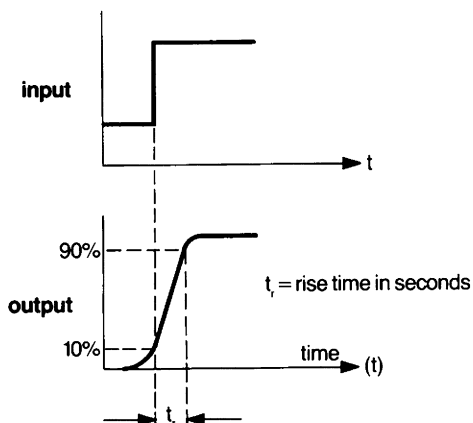 input
t
90%
t_r = rise time in seconds
output
10%
time
(t)
t_r